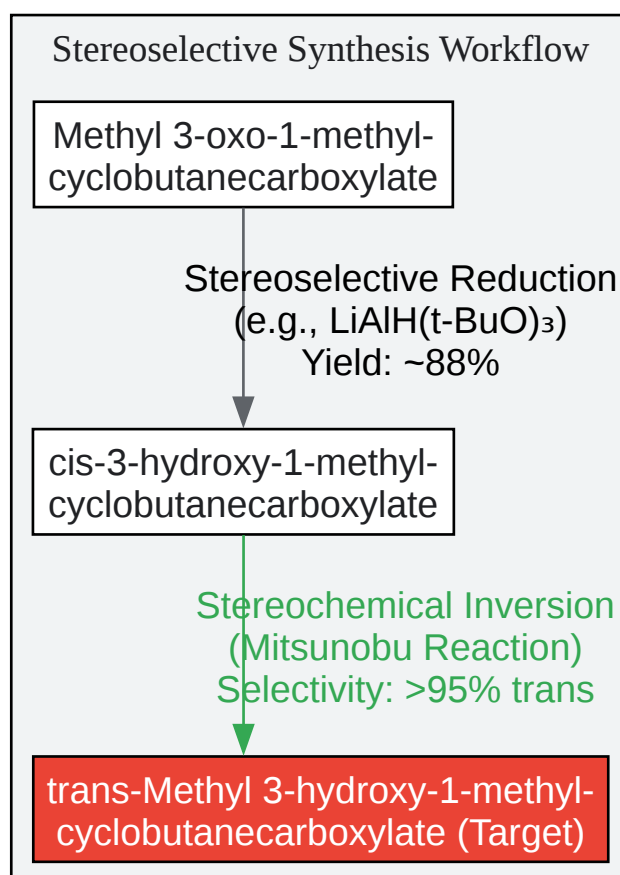 Stereoselective Synthesis Workflow
Methyl 3-oxo-1-methyl-
cyclobutanecarboxylate
Stereoselective Reduction
(e.g., LiAlH(t-BuO)₃)
Yield: ~88%
cis-3-hydroxy-1-methyl-
cyclobutanecarboxylate
Stereochemical Inversion
(Mitsunobu Reaction)
Selectivity: >95% trans
trans-Methyl 3-hydroxy-1-methyl-
cyclobutanecarboxylate (Target)